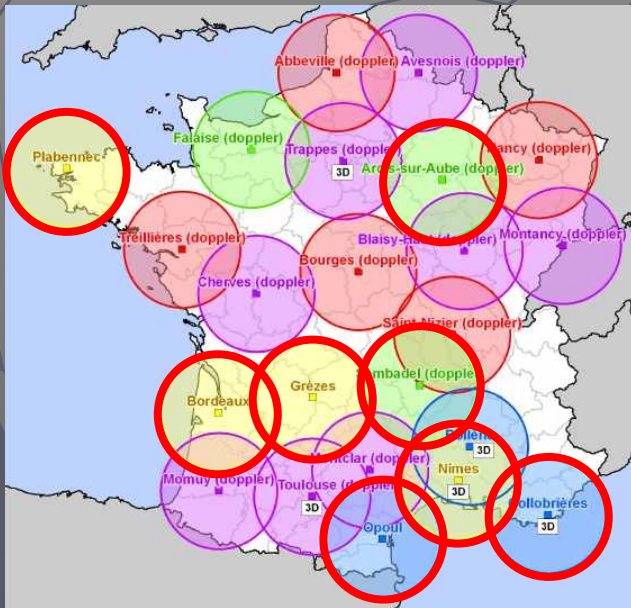 Abbeville (doppler)
Avesnois (doppler)
Falaise (doppler)
Trappes (doppler)
3D
Arcis-sur-Aube (doppler)
Nancy (doppler)
Plabennec
Treillières (doppler)
Blaisy-Haut (doppler)
Montancy (doppler)
Bourges (doppler)
Cherves (doppler)
Saint-Nizier (doppler)
Sembadel (doppler)
Grèzes
Bordeaux
Bollène
3D
Montclar (doppler)
Nîmes
3D
Momuy (doppler)
Toulouse (doppler)
3D
Collobrières
3D
Opoul